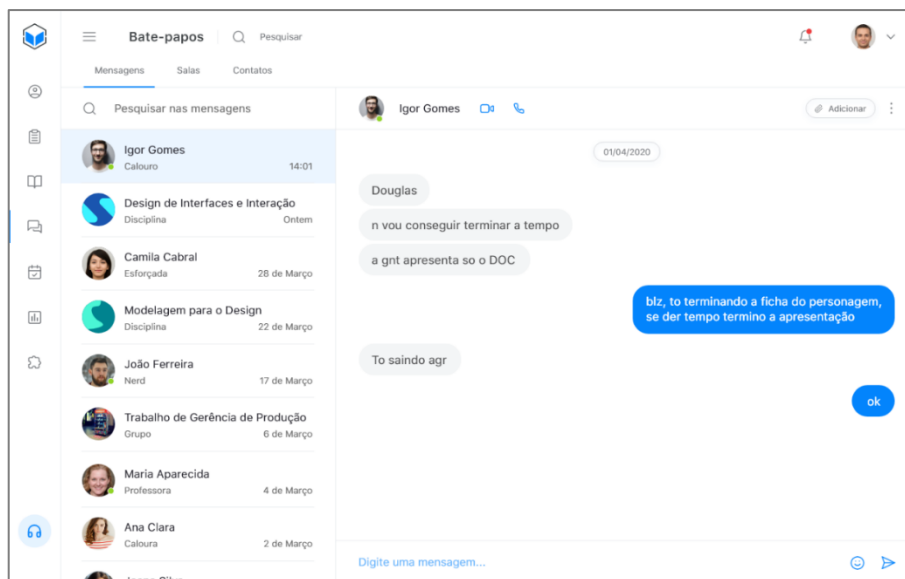 Bate-papos
Pesquisar
Mensagens Salas Contatos
Pesquisar nas mensagens
Igor Gomes
Calouro 14:01
Design de Interfaces e Interação
Disciplina Ontem
Camila Cabral
Esforçada 28 de Março
Modelagem para o Design
Disciplina 22 de Março
João Ferreira
Nerd 17 de Março
Trabalho de Gerência de Produção
Grupo 6 de Março
Maria Aparecida
Professora 4 de Março
Ana Clara
Caloura 2 de Março
Igor Gomes
Adicionar
01/04/2020
Douglas
n vou conseguir terminar a tempo
a gnt apresenta so o DOC
blz, to terminando a ficha do personagem,
se der tempo termino a apresentação
To saindo agr
ok
Digite uma mensagem...